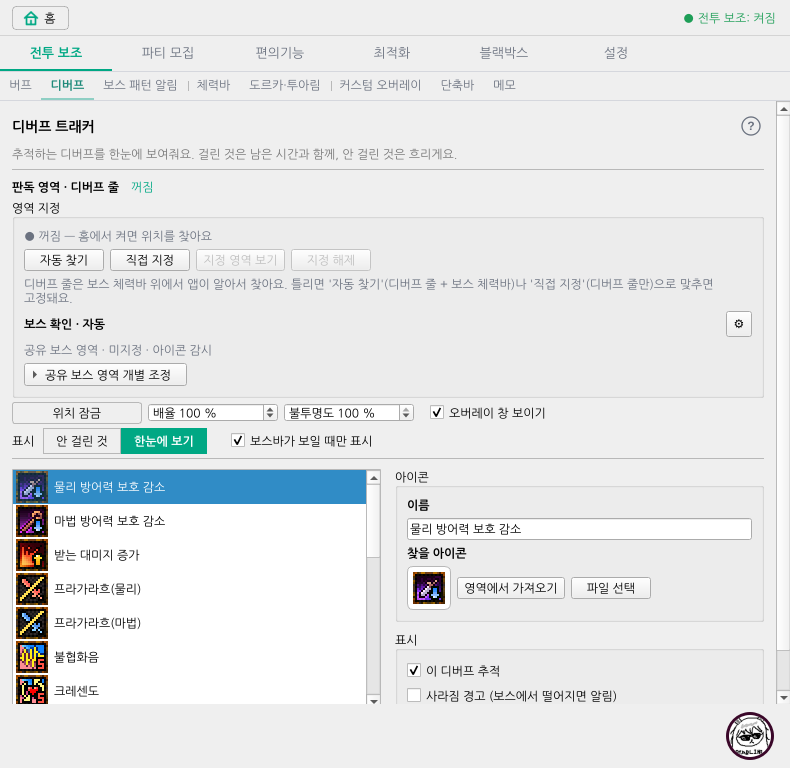 홈
● 전투 보조: 켜짐
전투 보조 파티 모집 편의기능 최적화 블랙박스 설정
버프 디버프 보스 패턴 알림 | 체력바 도르카·투아림 | 커스텀 오버레이 단축바 메모
디버프 트래커
?
추적하는 디버프를 한눈에 보여줘요. 걸린 것은 남은 시간과 함께, 안 걸린 것은 흐리게요.
판독 영역 · 디버프 줄 꺼짐
영역 지정
● 꺼짐 — 홈에서 켜면 위치를 찾아요
자동 찾기 직접 지정 지정 영역 보기 지정 해제
디버프 줄은 보스 체력바 위에서 앱이 알아서 찾아요. 틀리면 '자동 찾기'(디버프 줄 + 보스 체력바)나 '직접 지정'(디버프 줄만)으로 맞추면
고정돼요.
보스 확인 · 자동
공유 보스 영역 · 미지정 · 아이콘 감시
공유 보스 영역 개별 조정
위치 잠금 배율 100 % 불투명도 100 % 오버레이 창 보이기
표시 안 걸린 것 한눈에 보기 보스바가 보일 때만 표시
물리 방어력 보호 감소
마법 방어력 보호 감소
받는 대미지 증가
프라가라흐(물리)
프라가라흐(마법)
불협화음
크레센도
아이콘
이름
물리 방어력 보호 감소
찾을 아이콘
영역에서 가져오기 파일 선택
표시
이 디버프 추적
사라짐 경고 (보스에서 떨어지면 알림)